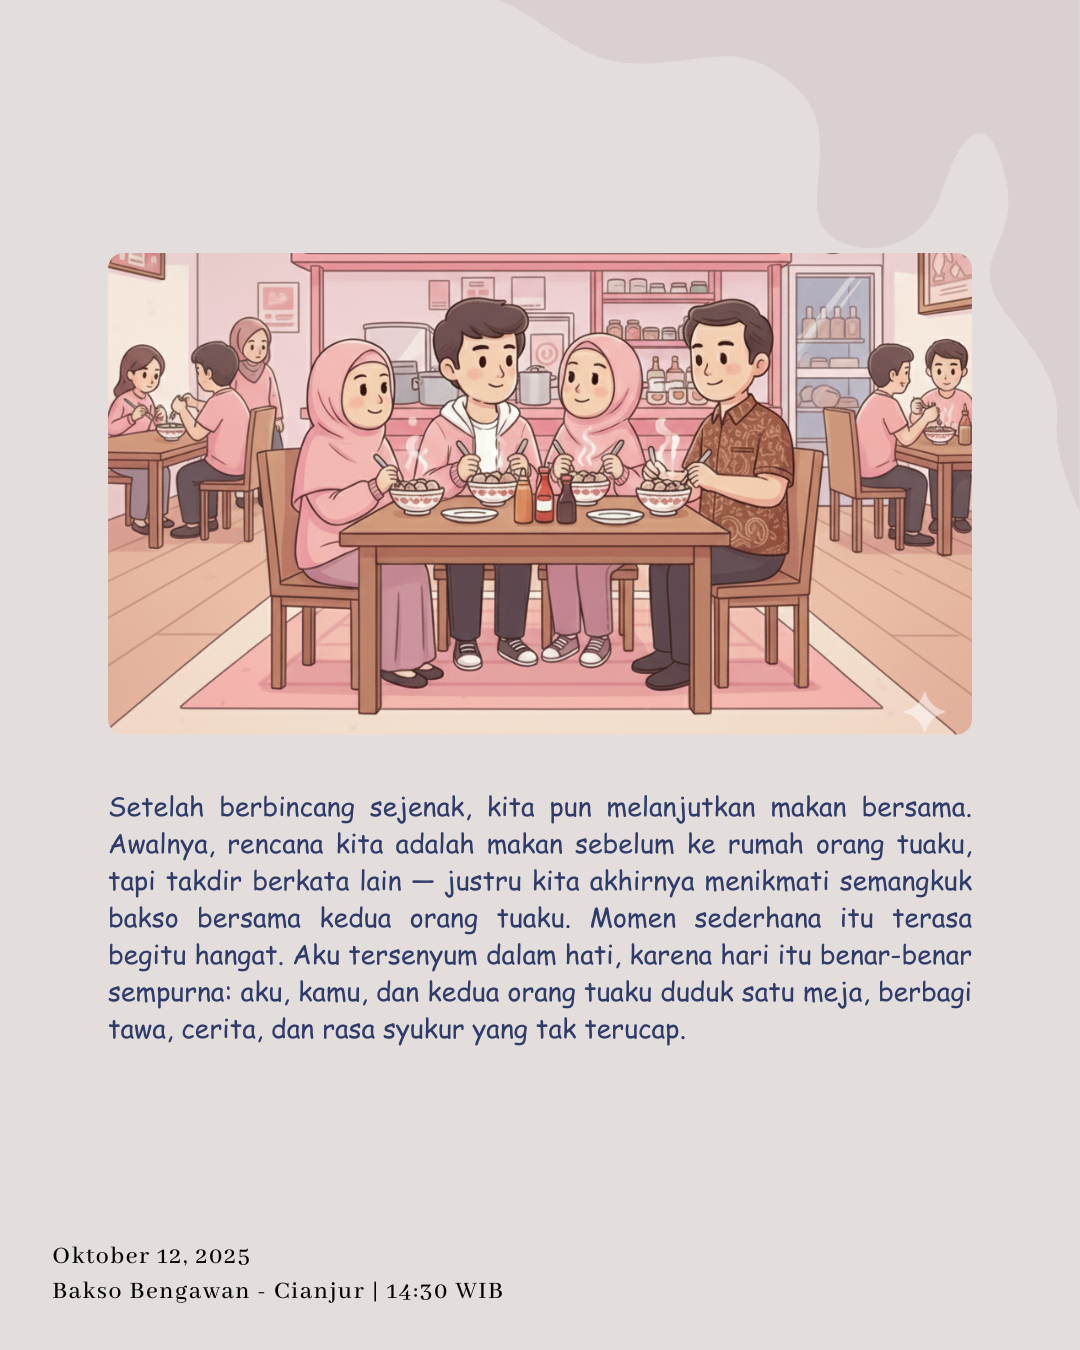 Setelah berbincang sejenak, kita pun melanjutkan makan bersama.
Awalnya, rencana kita adalah makan sebelum ke rumah orang tuaku,
tapi takdir berkata lain — justru kita akhirnya menikmati semangkuk
bakso bersama kedua orang tuaku. Momen sederhana itu terasa
begitu hangat. Aku tersenyum dalam hati, karena hari itu benar-benar
sempurna: aku, kamu, dan kedua orang tuaku duduk satu meja, berbagi
tawa, cerita, dan rasa syukur yang tak terucap.
Oktober 12, 2025
Bakso Bengawan - Cianjur | 14:30 WIB